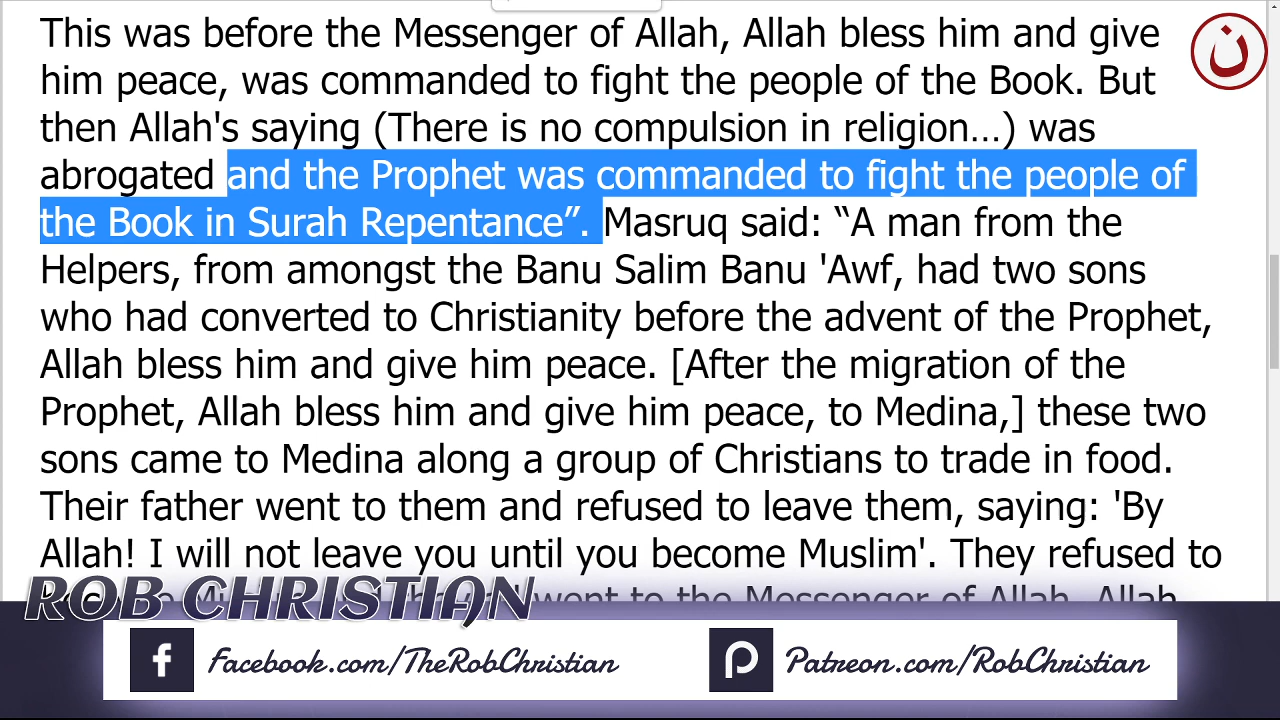 This was before the Messenger of Allah, Allah bless him and give
him peace, was commanded to fight the people of the Book. But
then Allah's saying (There is no compulsion in religion…) was
abrogated and the Prophet was commanded to fight the people of
the Book in Surah Repentance”. Masruq said: “A man from the
Helpers, from amongst the Banu Salim Banu 'Awf, had two sons
who had converted to Christianity before the advent of the Prophet,
Allah bless him and give him peace. [After the migration of the
Prophet, Allah bless him and give him peace, to Medina,] these two
sons came to Medina along a group of Christians to trade in food.
Their father went to them and refused to leave them, saying: 'By
Allah! I will not leave you until you become Muslim'. They refused to
went to the Messenger of Allah, Allah
ن
ROB CHRISTIAN
Facebook.com/TheRobChristian
Patreon.com/RobChristian